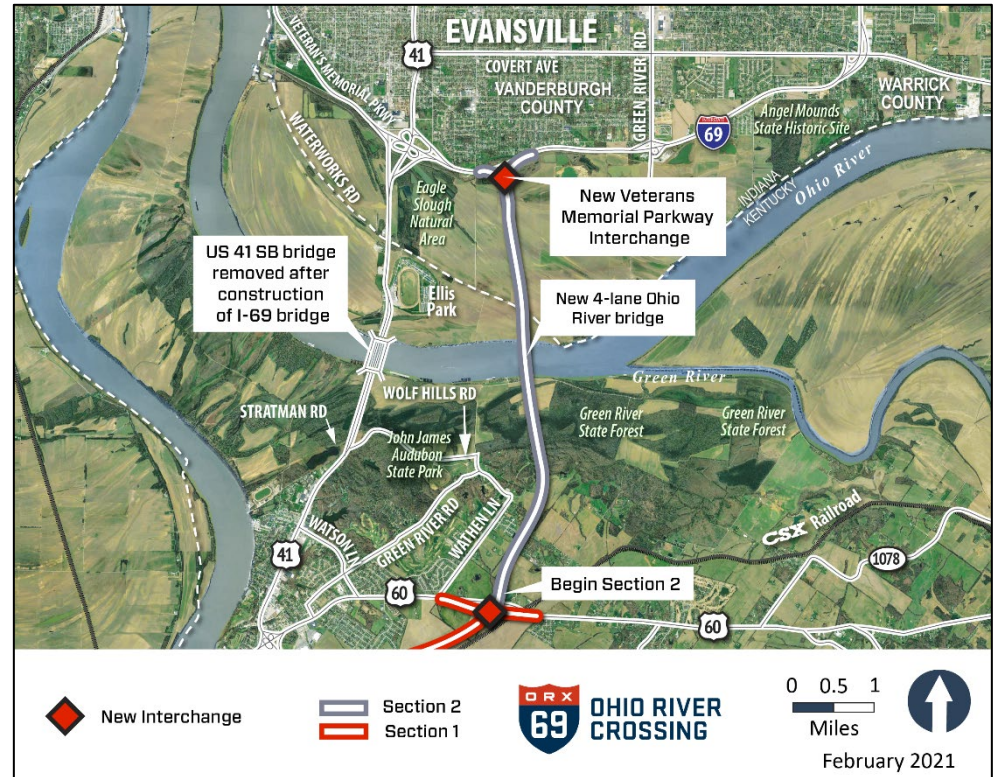 EVANSVILLE
41
VETERAN'S MEMORIAL PKWY
COVERT AVE
VANDERBURGH
COUNTY
GREEN RIVER RD
WARRICK
COUNTY
Angel Mounds
State Historic Site
69
WATERWORKS RD
Eagle
Slough
Natural
Area
New Veterans
Memorial Parkway
Interchange
INDIANA
KENTUCKY
Ohio River
US 41 SB bridge
removed after
construction
of I-69 bridge
Ellis
Park
New 4-lane Ohio
River bridge
Green River
STRATMAN RD
WOLF HILLS RD
John James
Audubon
State Park
Green River
State Forest
Green River
State Forest
WATSON LN
GREEN RIVER RD
WATHEN LN
CSX Railroad
1078
41
60
Begin Section 2
60
New Interchange
Section 2
Section 1
ORX
69
OHIO RIVER
CROSSING
0 0.5 1
Miles
February 2021